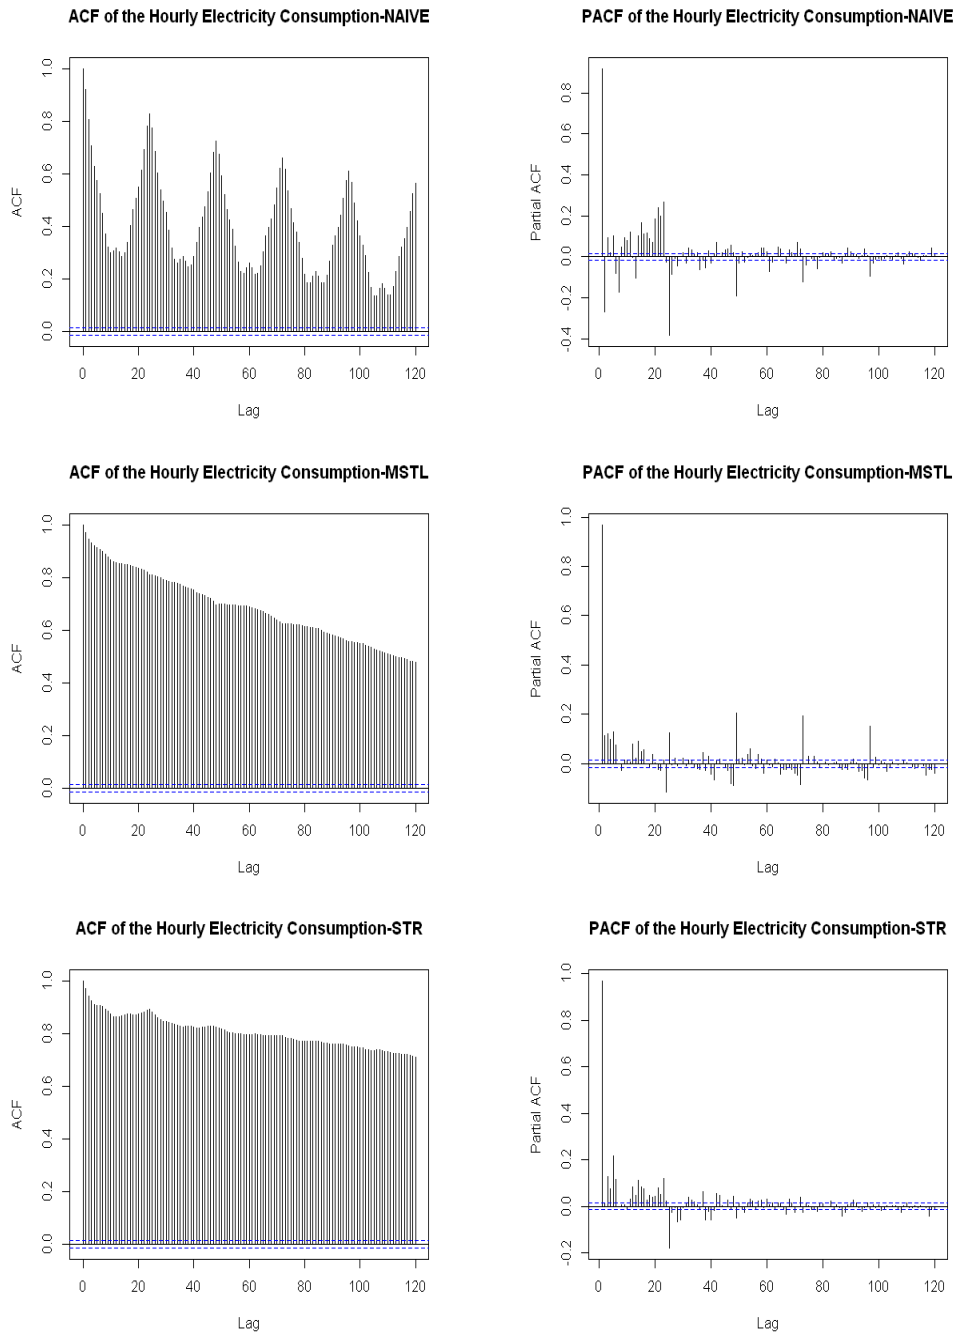 ACF of the Hourly Electricity Consumption-NAIVE
ACF
1.0
0.8
0.6
0.4
0.2
0.0
0 20 40 60 80 100 120
Lag
PACF of the Hourly Electricity Consumption-NAIVE
Partial ACF
0.8
0.6
0.4
0.2
0.0
-0.2
-0.4
0 20 40 60 80 100 120
Lag
ACF of the Hourly Electricity Consumption-MSTL
ACF
1.0
0.8
0.6
0.4
0.2
0.0
0 20 40 60 80 100 120
Lag
PACF of the Hourly Electricity Consumption-MSTL
Partial ACF
1.0
0.8
0.6
0.4
0.2
0.0
0 20 40 60 80 100 120
Lag
ACF of the Hourly Electricity Consumption-STR
ACF
1.0
0.8
0.6
0.4
0.2
0.0
0 20 40 60 80 100 120
Lag
PACF of the Hourly Electricity Consumption-STR
Partial ACF
1.0
0.8
0.6
0.4
0.2
0.0
-0.2
0 20 40 60 80 100 120
Lag